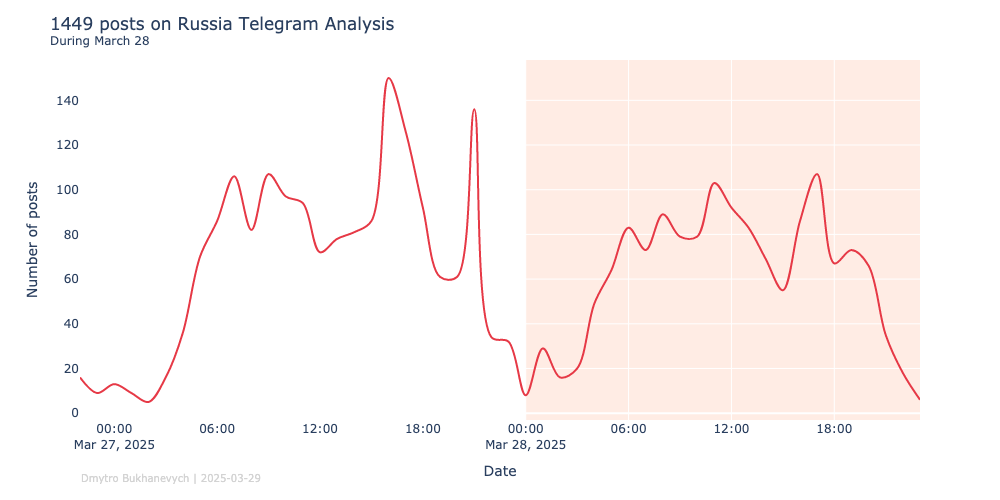 1449 posts on Russia Telegram Analysis
During March 28
Number of posts
140
120
100
80
60
40
20
0
00:00 06:00 12:00 18:00 00:00 06:00 12:00 18:00
Mar 27, 2025 Mar 28, 2025
Date
Dmytro Bukhanevych | 2025-03-29